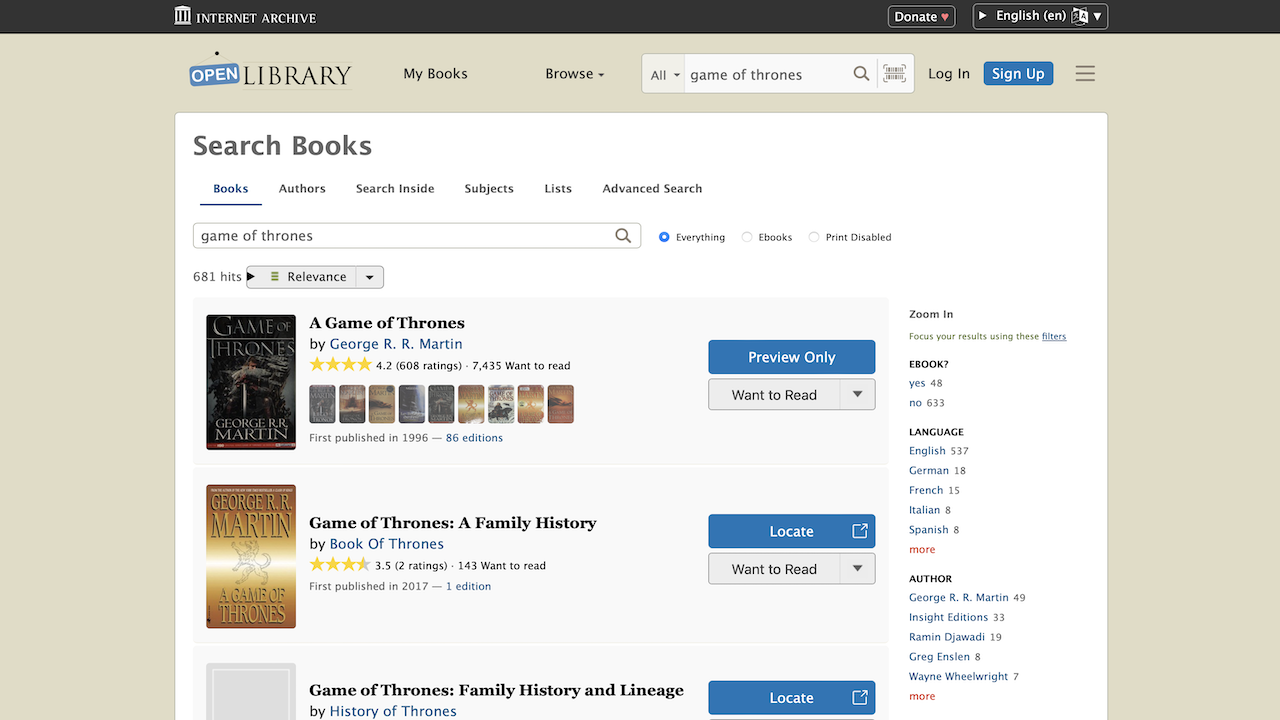 INTERNET ARCHIVE
Donate ♥
English (en)
OPEN LIBRARY
My Books
Browse
All
game of thrones
Log In
Sign Up
Search Books
Books
Authors
Search Inside
Subjects
Lists
Advanced Search
game of thrones
Everything
Ebooks
Print Disabled
681 hits
Relevance
GAME OF
THRONES
GEORGE R.R.
MARTIN
A Game of Thrones
by George R. R. Martin
4.2 (608 ratings) · 7,435 Want to read
First published in 1996 — 86 editions
Preview Only
Want to Read
GEORGE R. R.
MARTIN
A GAME OF
THRONES
Game of Thrones: A Family History
by Book Of Thrones
3.5 (2 ratings) · 143 Want to read
First published in 2017 — 1 edition
Locate
Want to Read
Game of Thrones: Family History and Lineage
by History of Thrones
Locate
Zoom In
Focus your results using these filters
EBOOK?
yes 48
no 633
LANGUAGE
English 537
German 18
French 15
Italian 8
Spanish 8
more
AUTHOR
George R. R. Martin 49
Insight Editions 33
Ramin Djawadi 19
Greg Enslen 8
Wayne Wheelwright 7
more